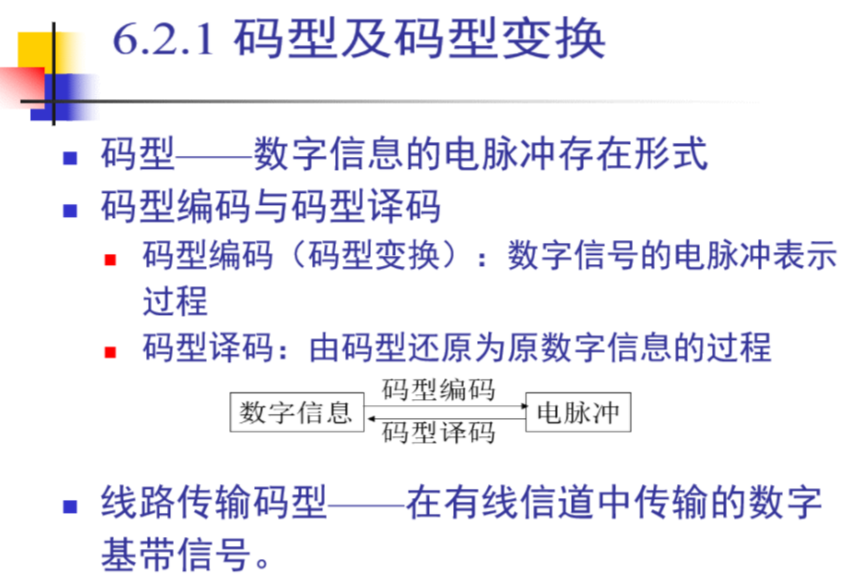 6.2.1 码型及码型变换
码型——数字信息的电脉冲存在形式
码型编码与码型译码
码型编码（码型变换）：数字信号的电脉冲表示
过程
码型译码：由码型还原为原数字信息的过程
码型编码
数字信息
电脉冲
码型译码
线路传输码型——在有线信道中传输的数字
基带信号。